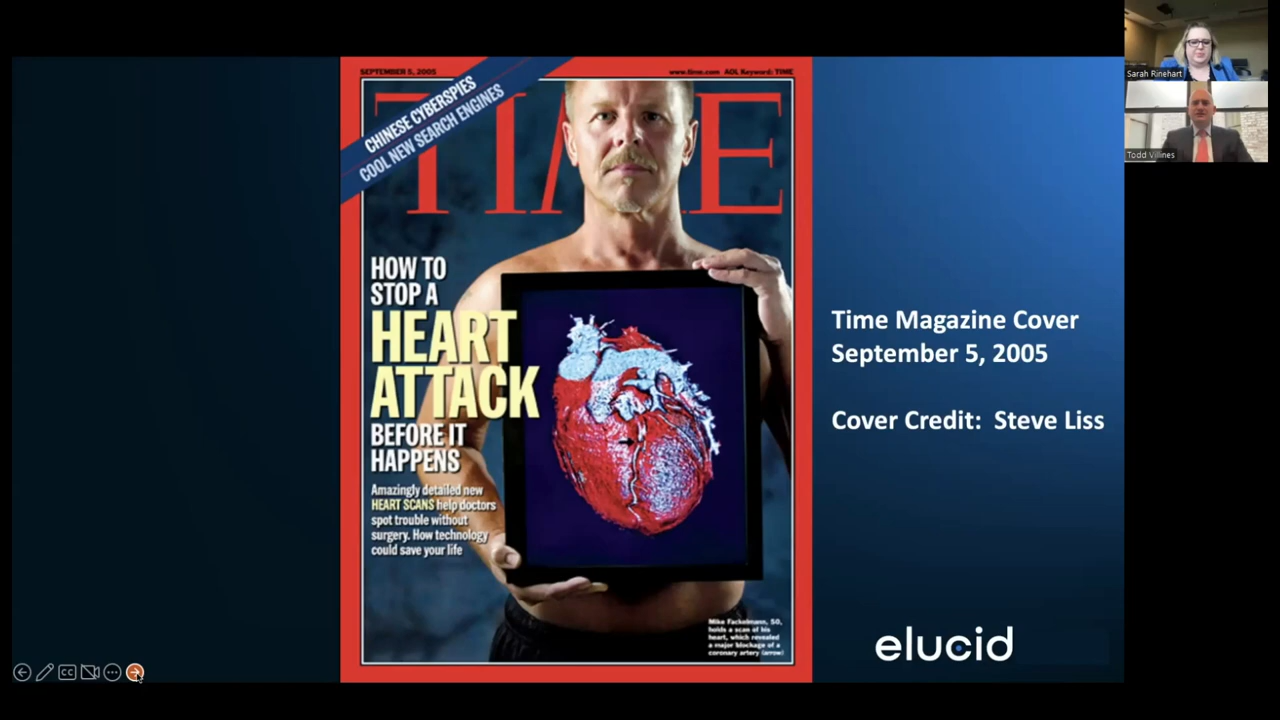 SEPTEMBER 5, 2005
www.time.com AOL Keyword: TIME
CHINESE CYBERSPIES
COOL NEW SEARCH ENGINES
TIME
HOW TO
STOP A
HEART
ATTACK
BEFORE IT
HAPPENS
Amazingly detailed new
HEART SCANS help doctors
spot trouble without
surgery. How technology
could save your life
Mike Fackelmann, 50,
holds a scan of his
heart, which revealed
a major blockage of a
coronary artery (arrow)
Time Magazine Cover
September 5, 2005
Cover Credit: Steve Liss
elucid
Sarah Rinehart
Todd Villines
CC